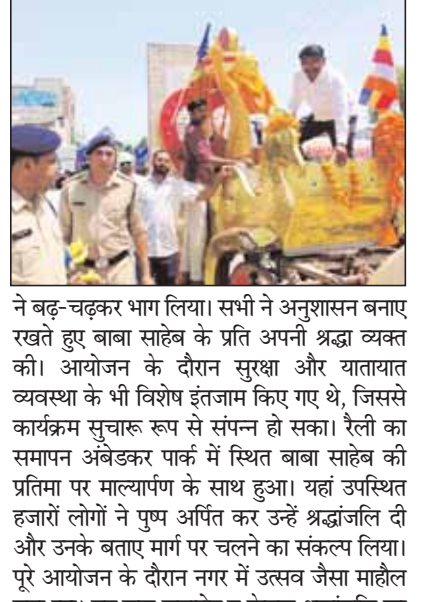 ने बढ़-चढ़कर भाग लिया। सभी ने अनुशासन बनाए
रखते हुए बाबा साहेब के प्रति अपनी श्रद्धा व्यक्त
की। आयोजन के दौरान सुरक्षा और यातायात
व्यवस्था के भी विशेष इंतजाम किए गए थे, जिससे
कार्यक्रम सुचारू रूप से संपन्न हो सका। रैली का
समापन अंबेडकर पार्क में स्थित बाबा साहेब की
प्रतिमा पर माल्यार्पण के साथ हुआ। यहां उपस्थित
हजारों लोगों ने पुष्प अर्पित कर उन्हें श्रद्धांजलि दी
और उनके बताए मार्ग पर चलने का संकल्प लिया।
पूरे आयोजन के दौरान नगर में उत्सव जैसा माहौल